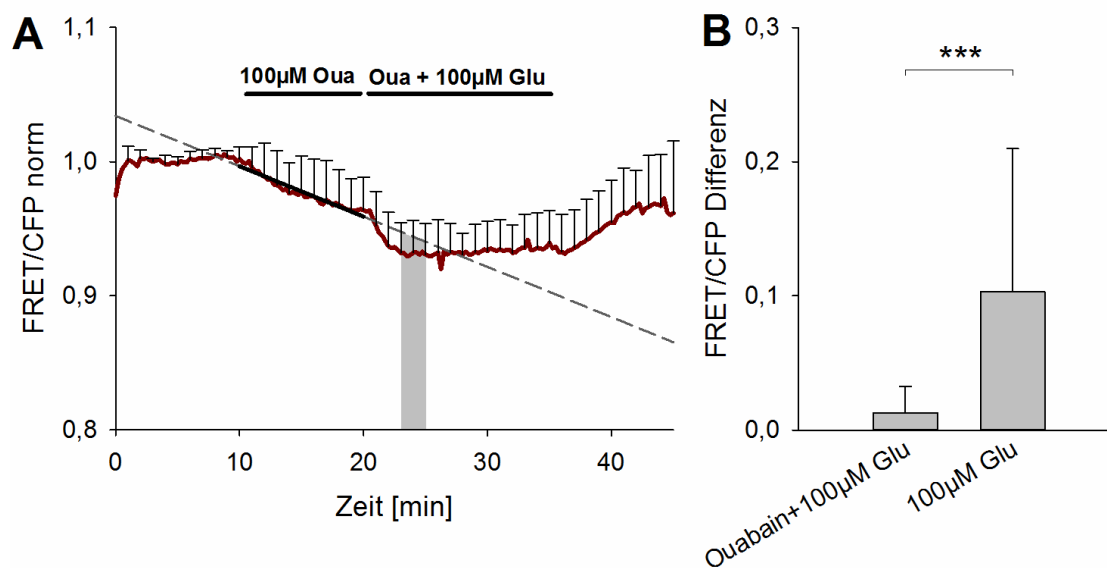 A
B
1,1
1,0
0,9
0,8
FRET/CFP norm
100µM Oua
Oua + 100µM Glu
0
10
20
30
40
Zeit [min]
0,3
0,2
0,1
0,0
FRET/CFP Differenz
***
Ouabain+100µM Glu
100µM Glu